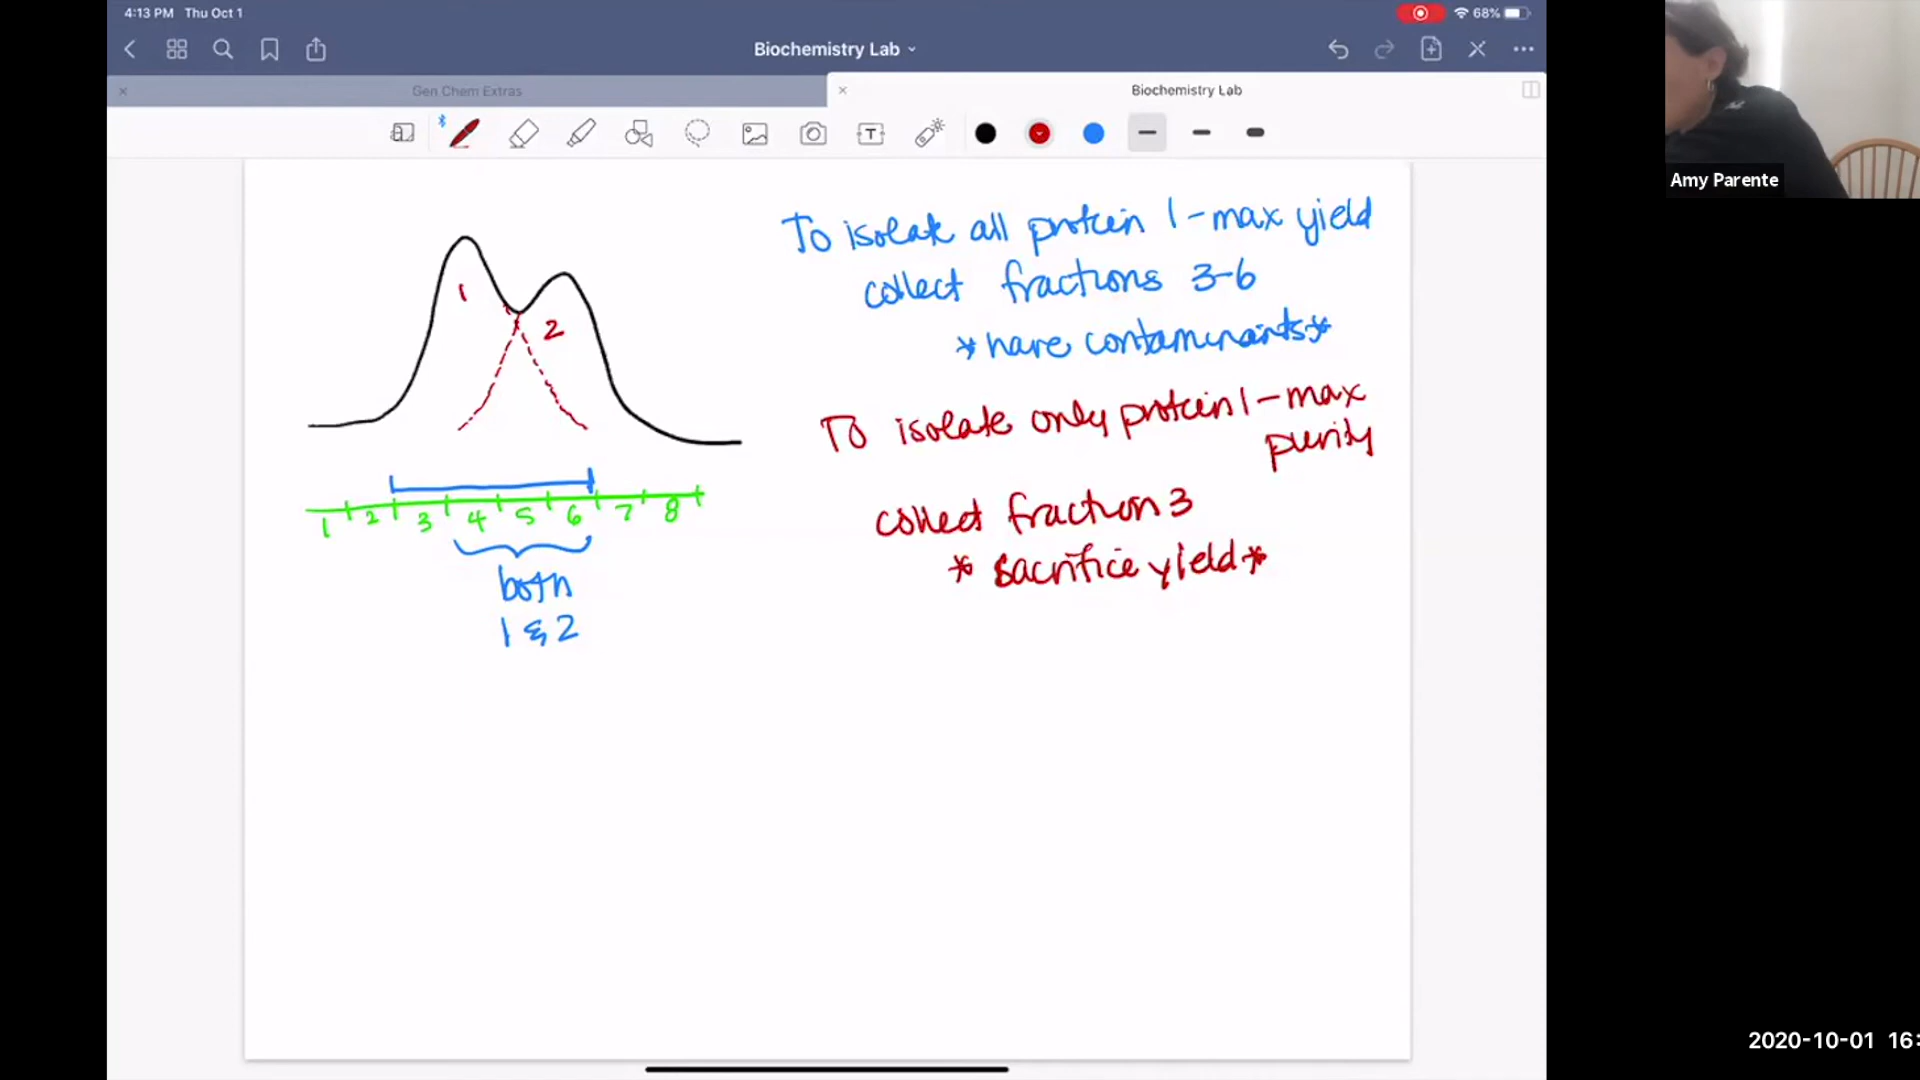 4:13 PM Thu Oct 1
68%
Biochemistry Lab
Gen Chem Extras
Biochemistry Lab
T
Amy Parente
To isolate all protein 1 - max yield
collect fractions 3-6
*have contaminants*
1
2
To isolate only protein 1 - max
purity
collect fraction 3
* sacrifice yield *
1 2 3 4 5 6 7 8
both
1 & 2
2020-10-01 16: